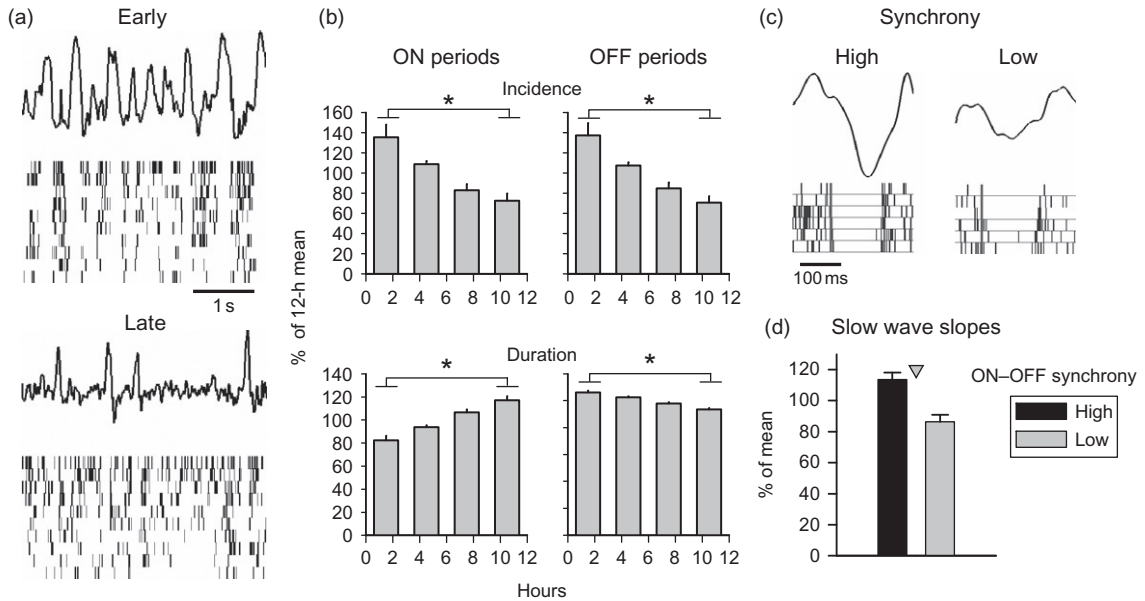 (a)
Early
1 s
Late
(b)
ON periods
OFF periods
Incidence
*
*
160
140
120
100
80
60
40
20
0
0 2 4 6 8 10 12
0 2 4 6 8 10 12
% of 12-h mean
Duration
*
*
140
120
100
80
60
40
20
0
0 2 4 6 8 10 12
0 2 4 6 8 10 12
Hours
(c)
Synchrony
High
Low
100 ms
(d)
Slow wave slopes
% of mean
120
100
80
60
40
20
0
ON–OFF synchrony
High
Low